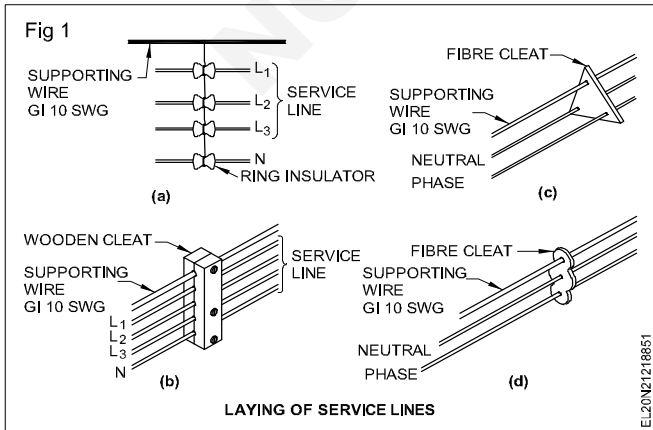 Fig 1
SUPPORTING
WIRE
GI 10 SWG
L1
L2
L3
N
SERVICE
LINE
RING INSULATOR
(a)
FIBRE CLEAT
SUPPORTING
WIRE
GI 10 SWG
NEUTRAL
PHASE
(c)
WOODEN CLEAT
SUPPORTING
WIRE
GI 10 SWG
L1
L2
L3
N
SERVICE
LINE
(b)
FIBRE CLEAT
SUPPORTING
WIRE
GI 10 SWG
NEUTRAL
PHASE
(d)
LAYING OF SERVICE LINES
EL20N21218851